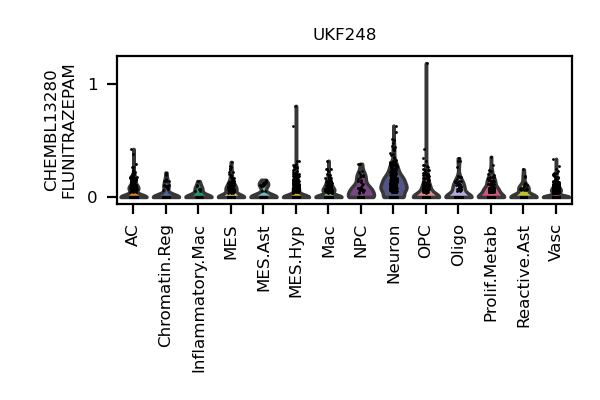 UKF248
CHEMBL13280
FLUNITRAZEPAM
1
0
AC
Chromatin.Reg
Inflammatory.Mac
MES
MES.Ast
MES.Hyp
Mac
NPC
Neuron
OPC
Oligo
Prolif.Metab
Reactive.Ast
Vasc